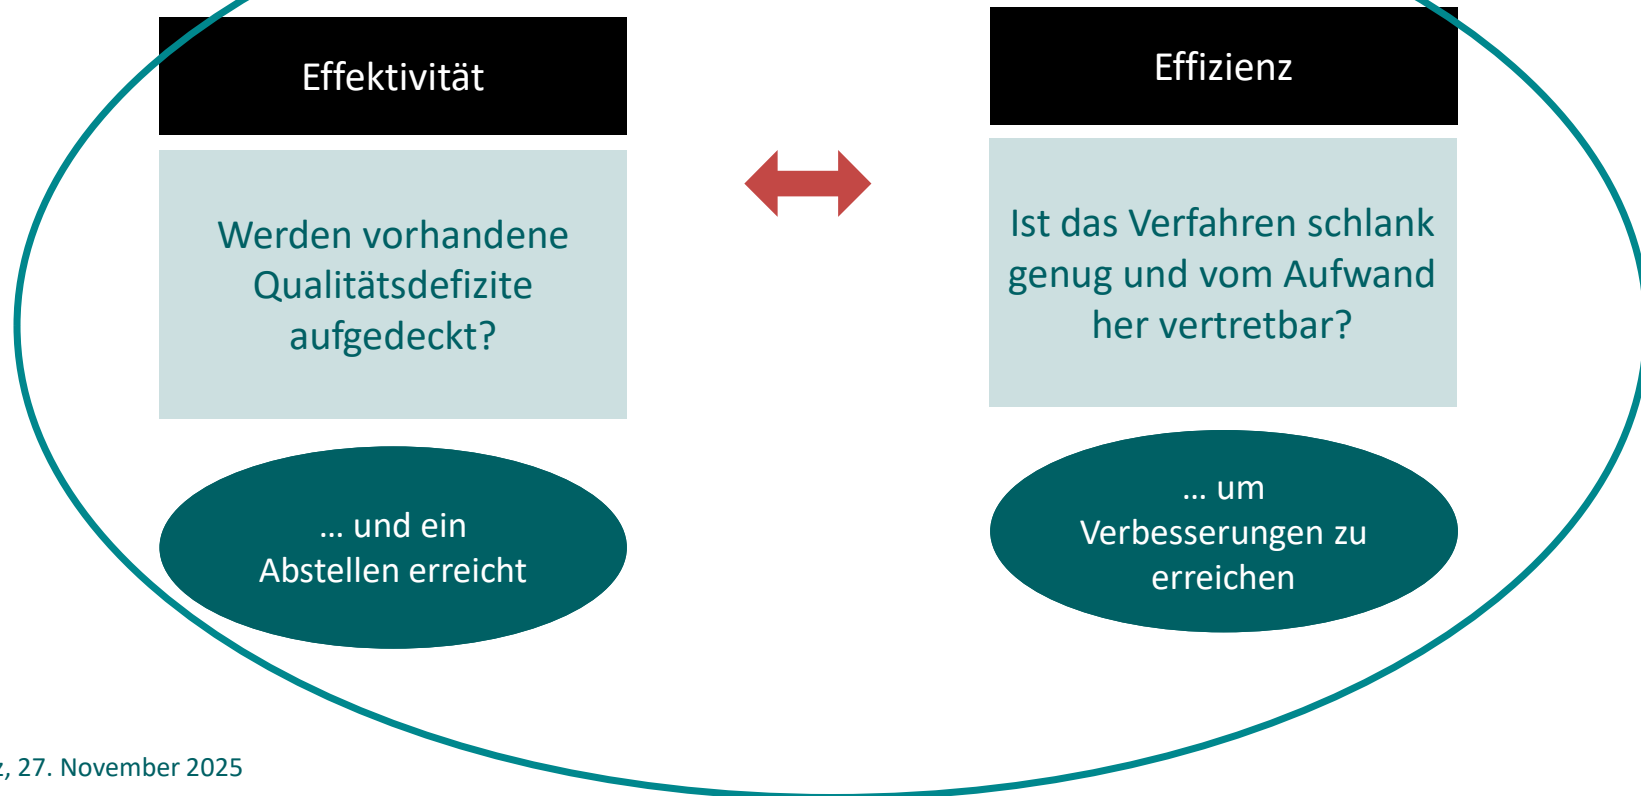 Effektivität
Werden vorhandene
Qualitätsdefizite
aufgedeckt?
… und ein
Abstellen erreicht
Effizienz
Ist das Verfahren schlank
genug und vom Aufwand
her vertretbar?
… um
Verbesserungen zu
erreichen
27. November 2025